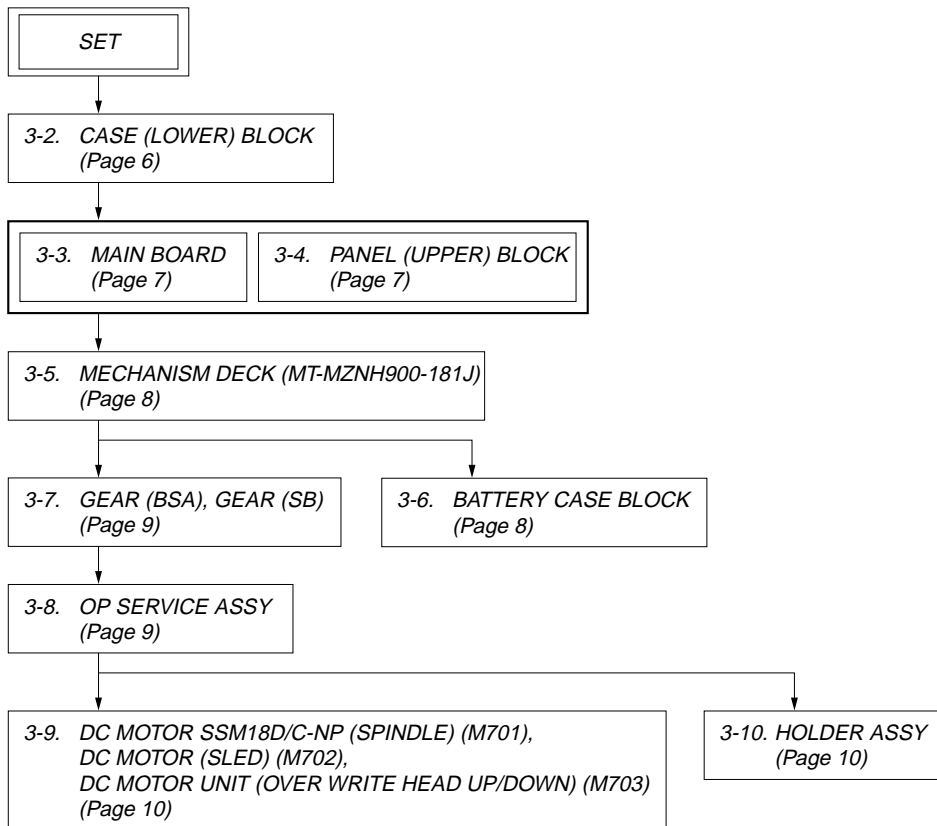 SET
3-2. CASE (LOWER) BLOCK
(Page 6)
3-3. MAIN BOARD
(Page 7)
3-4. PANEL (UPPER) BLOCK
(Page 7)
3-5. MECHANISM DECK (MT-MZNH900-181J)
(Page 8)
3-7. GEAR (BSA), GEAR (SB)
(Page 9)
3-6. BATTERY CASE BLOCK
(Page 8)
3-8. OP SERVICE ASSY
(Page 9)
3-9. DC MOTOR SSM18D/C-NP (SPINDLE) (M701),
DC MOTOR (SLED) (M702),
DC MOTOR UNIT (OVER WRITE HEAD UP/DOWN) (M703)
(Page 10)
3-10. HOLDER ASSY
(Page 10)